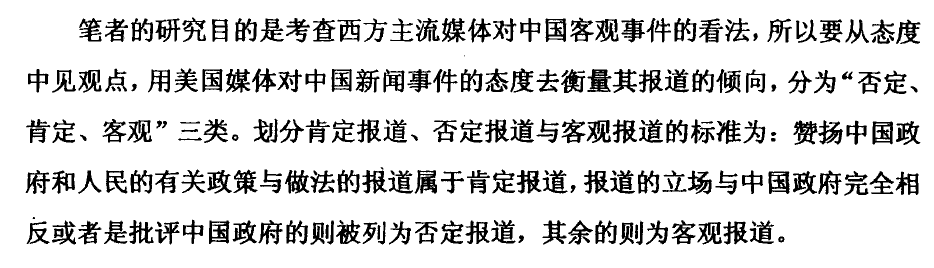 笔者的研究目的是考查西方主流媒体对中国客观事件的看法，所以要从态度
中见观点，用美国媒体对中国新闻事件的态度去衡量其报道的倾向，分为“否定、
肯定、客观”三类。划分肯定报道、否定报道与客观报道的标准为：赞扬中国政
府和人民的有关政策与做法的报道属于肯定报道，报道的立场与中国政府完全相
反或者是批评中国政府的则被列为否定报道，其余的则为客观报道。